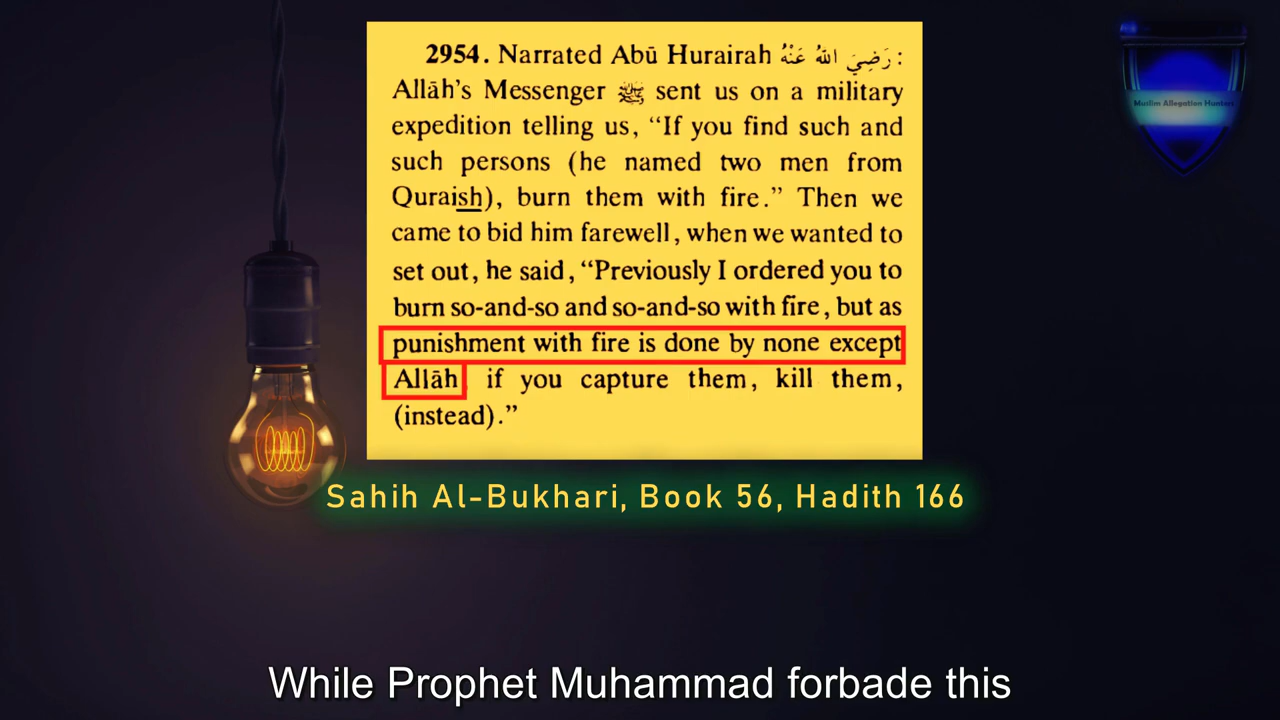 2954. Narrated Abū Hurairah رَضِيَ اللهُ عَنْهُ:
Allāh's Messenger ﷺ sent us on a military
expedition telling us, “If you find such and
such persons (he named two men from
Quraish), burn them with fire.” Then we
came to bid him farewell, when we wanted to
set out, he said, “Previously I ordered you to
burn so-and-so and so-and-so with fire, but as
punishment with fire is done by none except
Allāh if you capture them, kill them,
(instead).”
Muslim Allegation Hunters
Sahih Al-Bukhari, Book 56, Hadith 166
While Prophet Muhammad forbade this